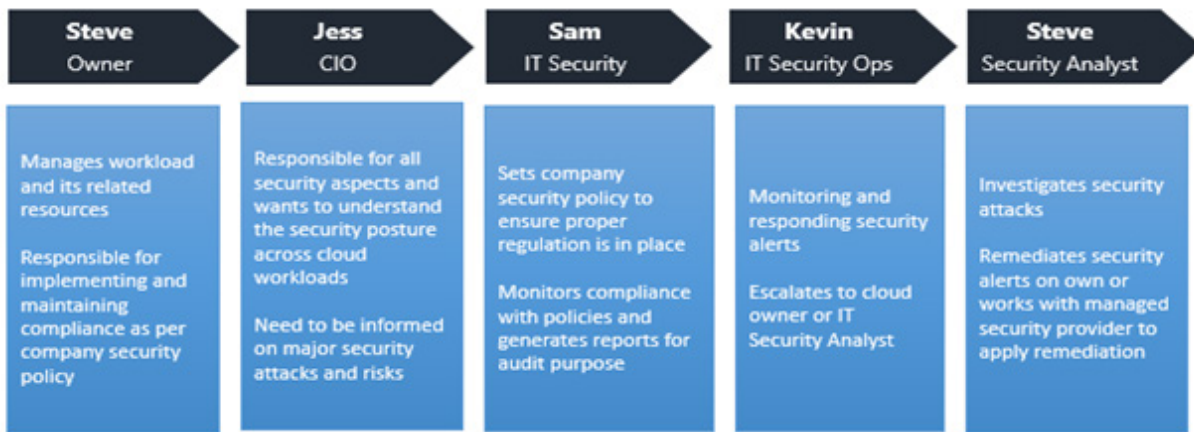 Steve
Owner
Jess
CIO
Sam
IT Security
Kevin
IT Security Ops
Steve
Security Analyst
Manages workload
and its related
resources
Responsible for
implementing and
maintaining
compliance as per
company security
policy
Responsible for all
security aspects and
wants to understand
the security posture
across cloud
workloads
Need to be informed
on major security
attacks and risks
Sets company
security policy to
ensure proper
regulation is in place
Monitors compliance
with policies and
generates reports for
audit purpose
Monitoring and
responding security
alerts
Escalates to cloud
owner or IT
Security Analyst
Investigates security
attacks
Remediates security
alerts on own or
works with managed
security provider to
apply remediation